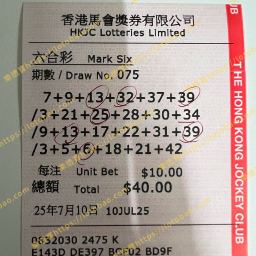 香港馬會獎券有限公司
HKJC Lotteries Limited
六合彩 Mark Six
期數 / Draw No. 075
7+9+13+32+37+39
/3+21+25+28+30+34
/9+13+17+22+31+39
/3+5+6+18+21+42
每注 Unit Bet $10.00
總額 Total $40.00
25年7月10日 10JUL25
0832030 2475 K
E143D DE397 BCF02 BD9F
THE HONG KONG JOCKEY CLUB
CLUB